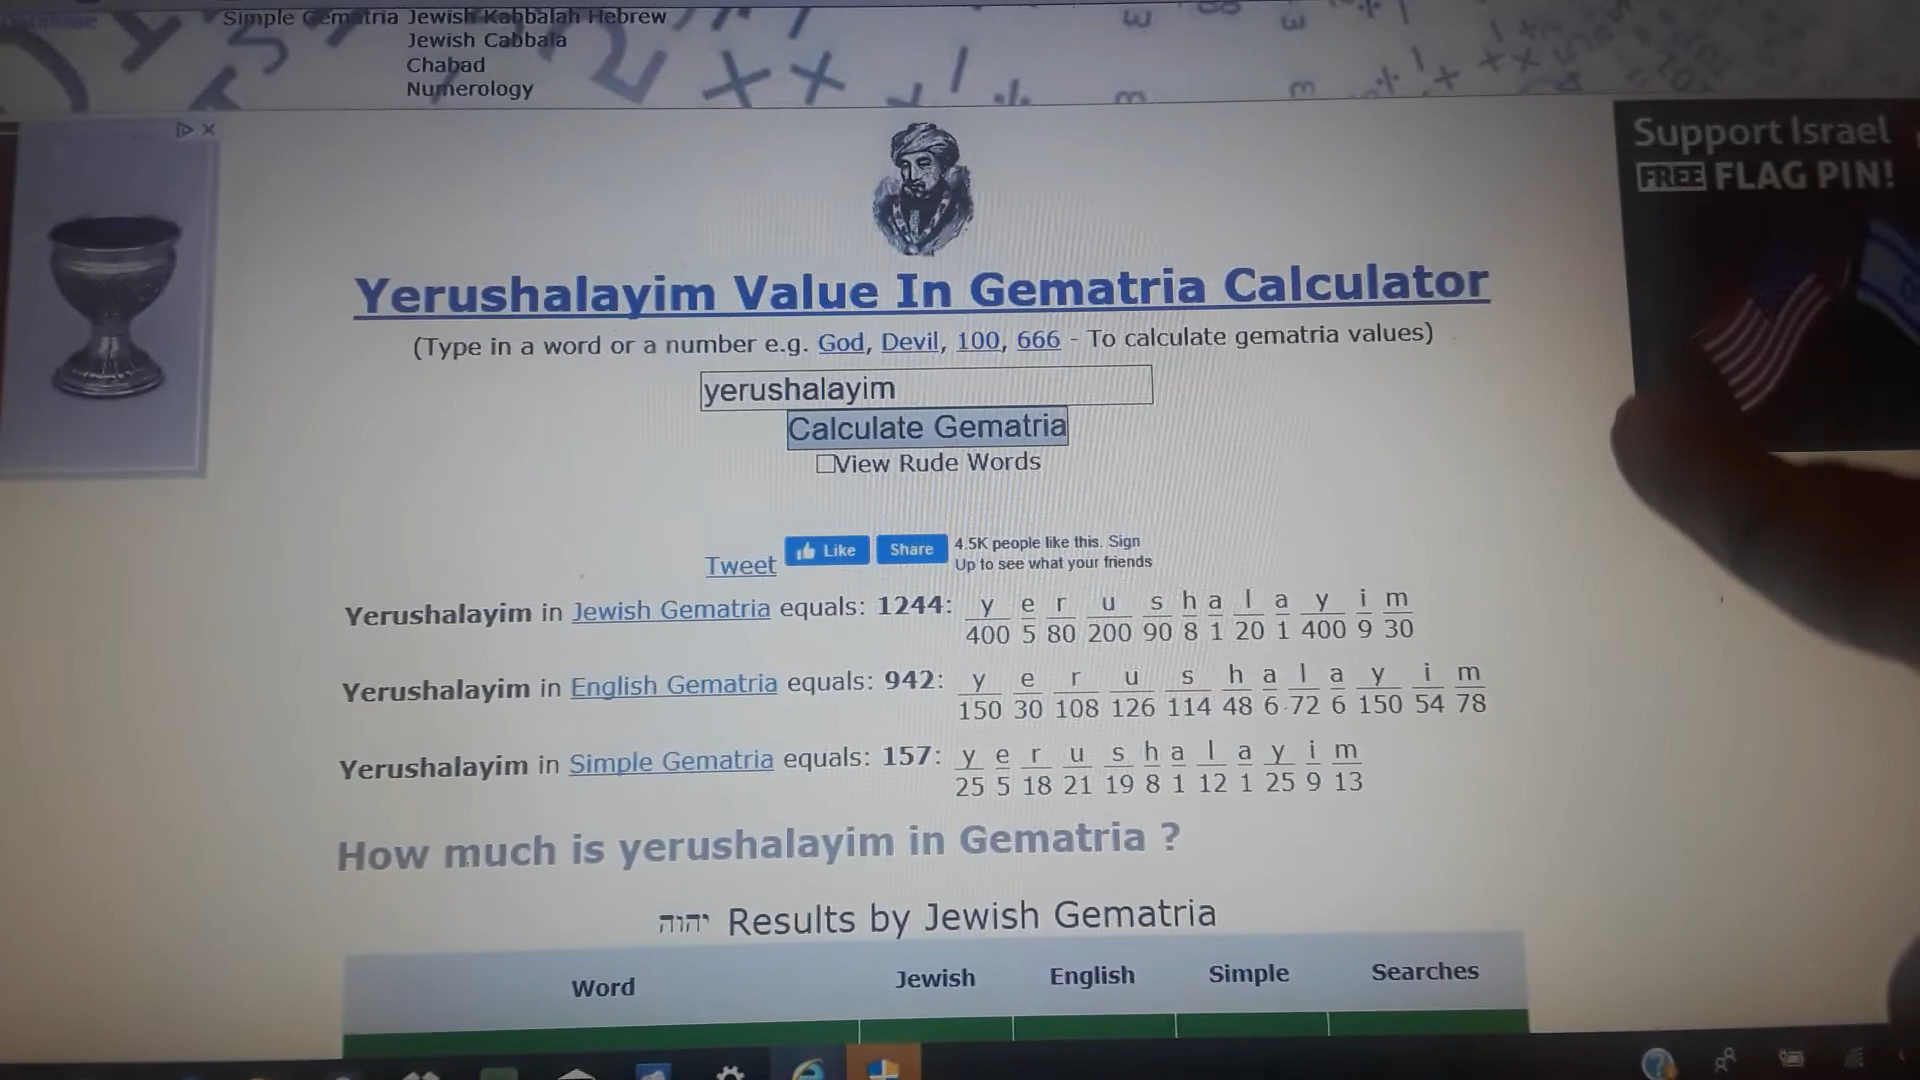 Simple Gematria Jewish Kabbalah Hebrew
Jewish Cabbala
Chabad
Numerology
Support Israel
FREE FLAG PIN!
Yerushalayim Value In Gematria Calculator
(Type in a word or a number e.g. God, Devil, 100, 666 - To calculate gematria values)
yerushalayim
Calculate Gematria
View Rude Words
Tweet Like Share 4.5K people like this. Sign
Up to see what your friends
Yerushalayim in Jewish Gematria equals: 1244: y e r u s h a l a y i m
400 5 80 200 90 8 1 20 1 400 9 30
Yerushalayim in English Gematria equals: 942: y e r u s h a l a y i m
150 30 108 126 114 48 6 72 6 150 54 78
Yerushalayim in Simple Gematria equals: 157: y e r u s h a l a y i m
25 5 18 21 19 8 1 12 1 25 9 13
How much is yerushalayim in Gematria ?
יהוה Results by Jewish Gematria
Word Jewish English Simple Searches